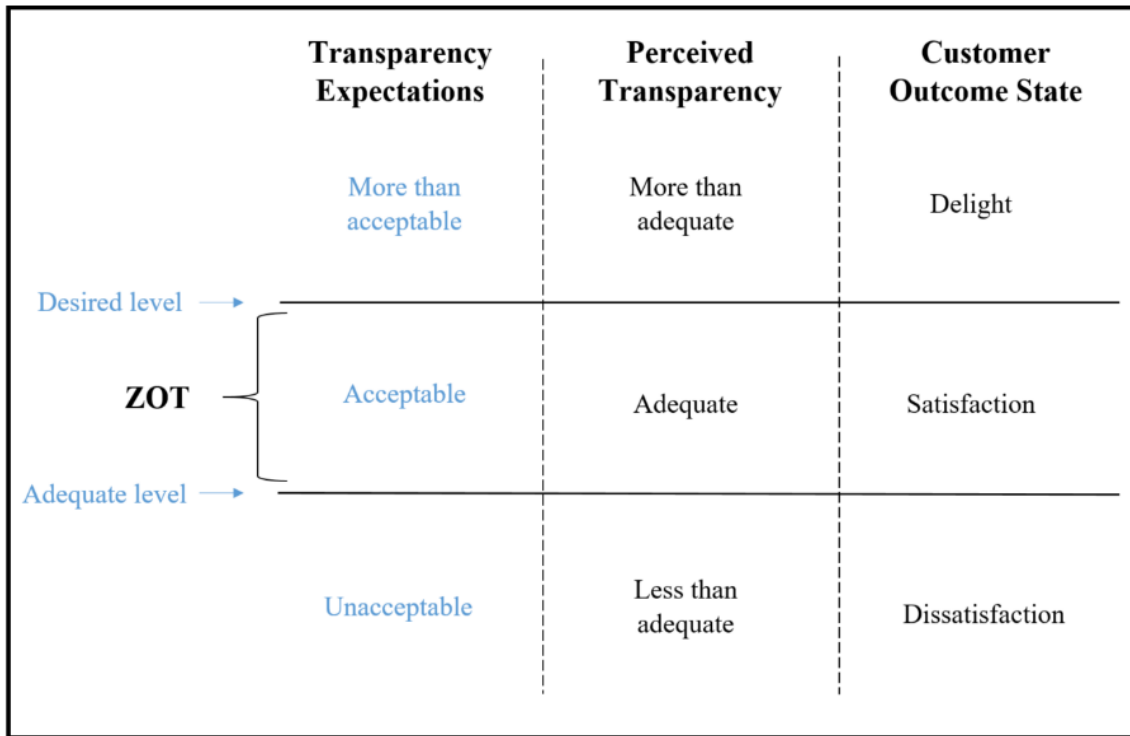 Transparency
Expectations
Perceived
Transparency
Customer
Outcome State
More than
acceptable
More than
adequate
Delight
Desired level
ZOT
Acceptable
Adequate
Satisfaction
Adequate level
Unacceptable
Less than
adequate
Dissatisfaction